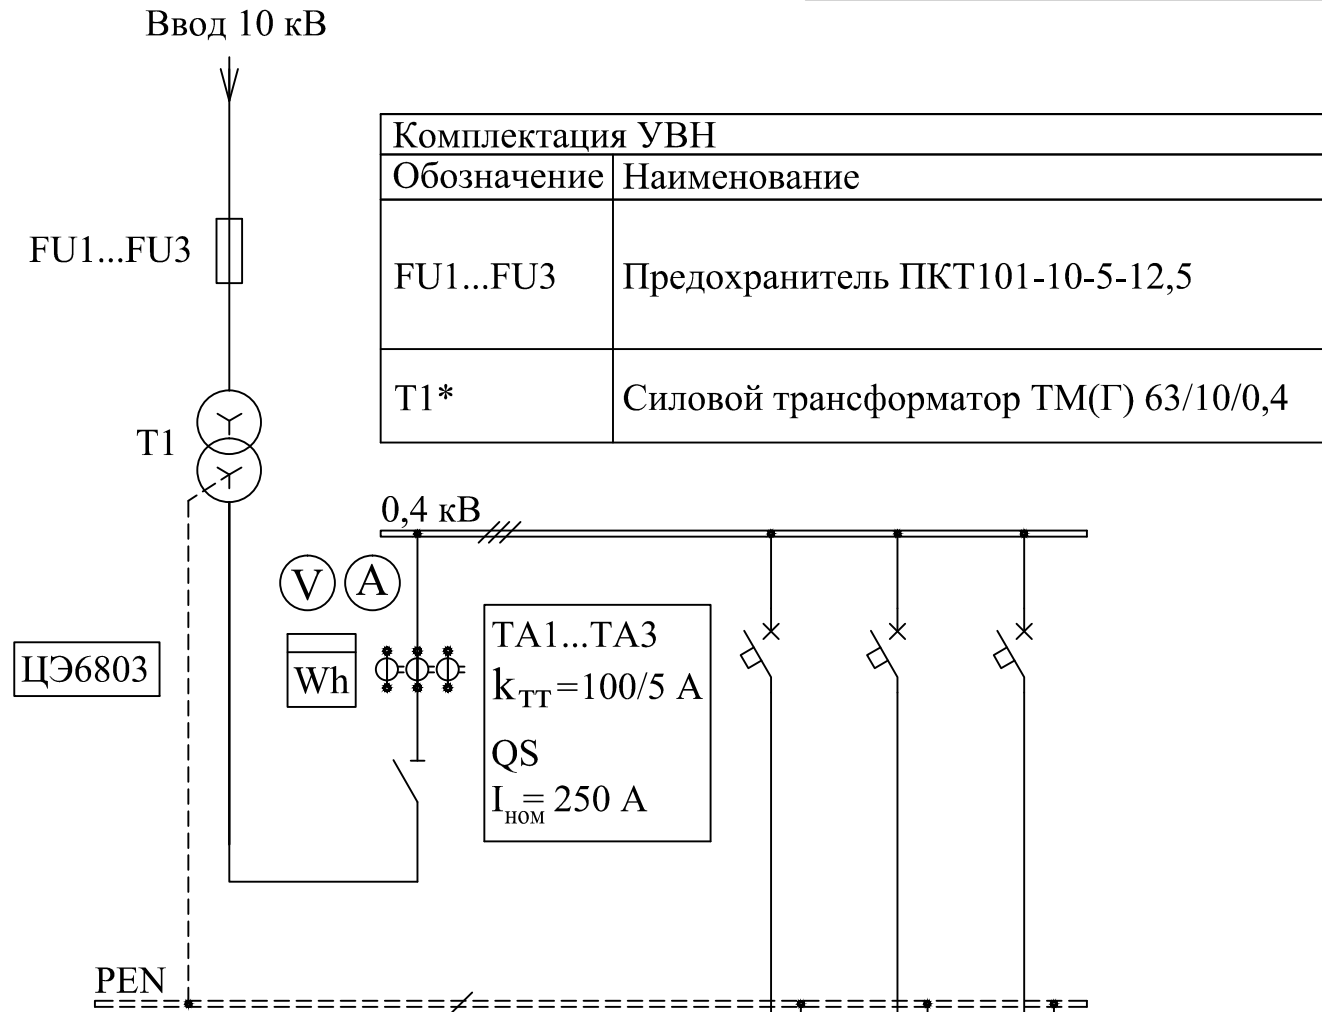 Ввод 10 кВ
Комплектация УВН
Обозначение Наименование
FU1...FU3
FU1...FU3 Предохранитель ПКТ101-10-5-12,5
T1* Силовой трансформатор ТМ(Г) 63/10/0,4
T1
0,4 кВ
V A
TA1...TA3
ЦЭ6803
Wh
kТТ=100/5 А
QS
Iном= 250 А
PEN